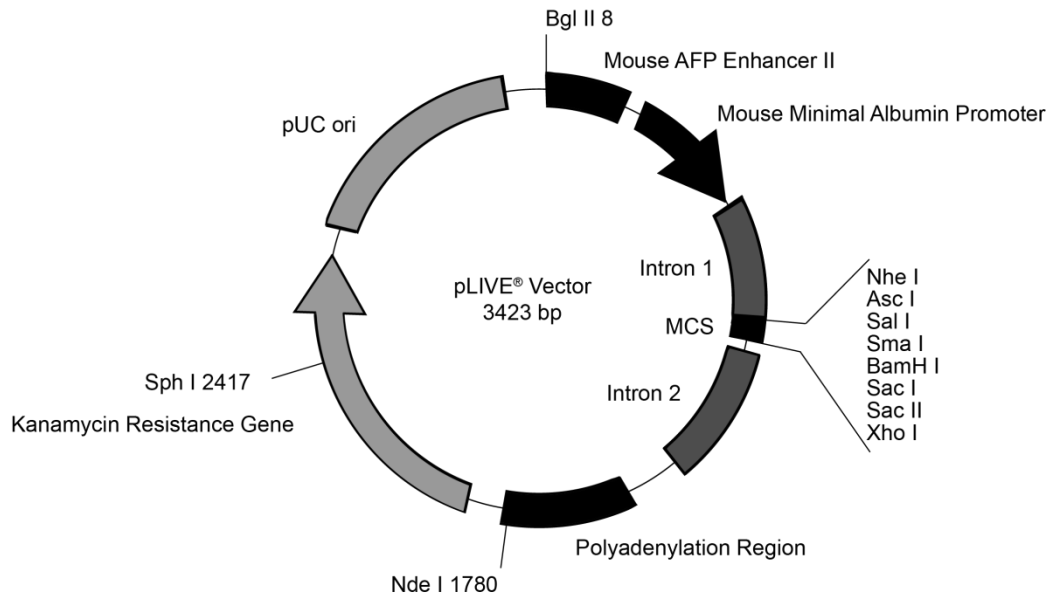 Bgl II 8
Mouse AFP Enhancer II
Mouse Minimal Albumin Promoter
pUC ori
Intron 1
pLIVE® Vector
3423 bp
MCS
Nhe I
Asc I
Sal I
Sma I
BamH I
Sac I
Sac II
Xho I
Intron 2
Sph I 2417
Kanamycin Resistance Gene
Polyadenylation Region
Nde I 1780